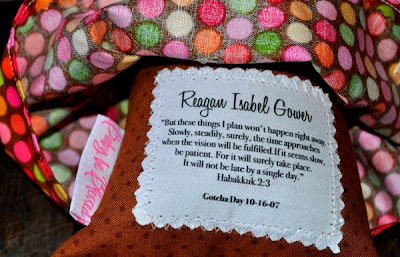 Reagan Isabel Gower
"But these things I plan won't happen right away.
Slowly, steadily, surely, the time approaches
when the vision will be fulfilled.If it seems slow,
be patient. For it will surely take place.
It will not be late by a single day."
Habakkuk 2:3
Gotcha Day 10-16-07